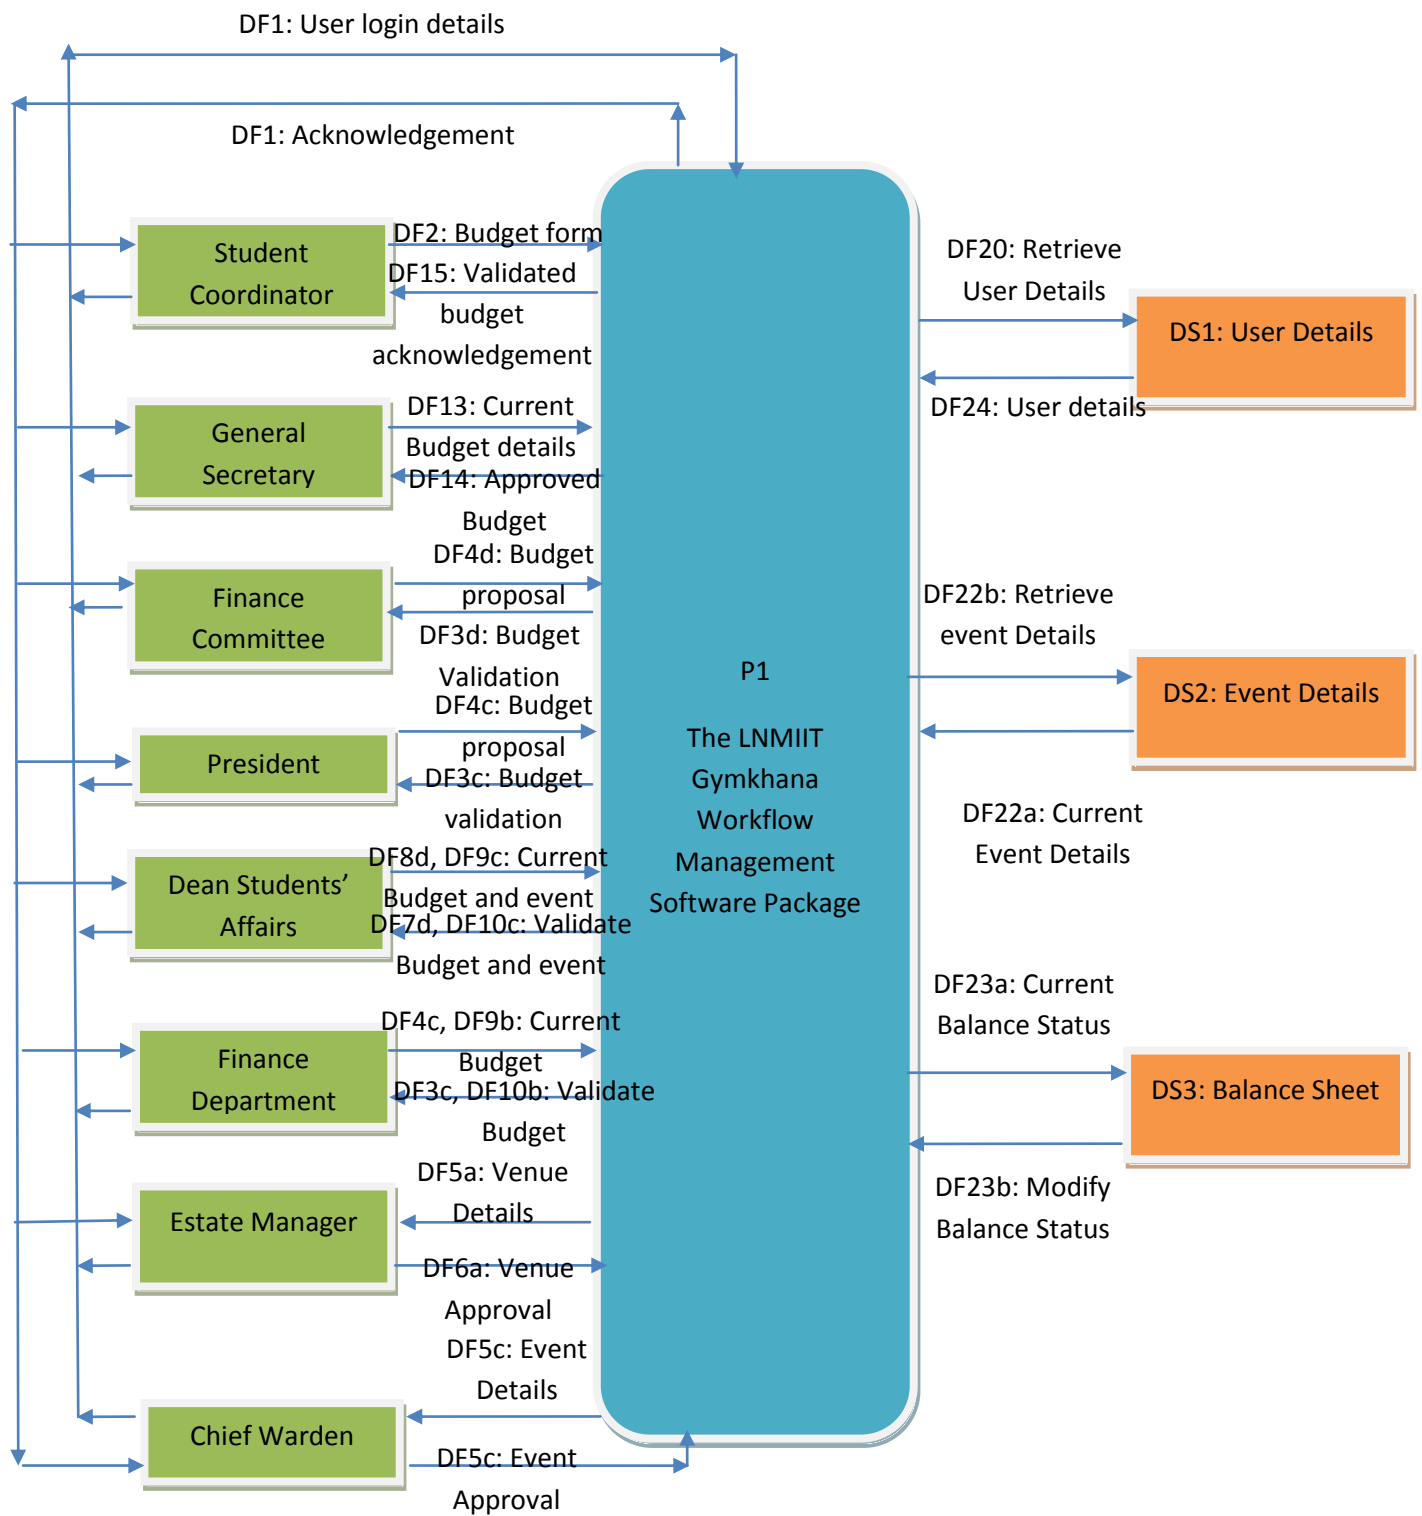 DF1: User login details
DF1: Acknowledgement
Student
Coordinator
DF2: Budget form
DF15: Validated
budget
acknowledgement
General
Secretary
DF13: Current
Budget details
DF14: Approved
Budget
Finance
Committee
DF4d: Budget
proposal
DF3d: Budget
Validation
President
DF4c: Budget
proposal
DF3c: Budget
validation
Dean Students’
Affairs
DF8d, DF9c: Current
Budget and event
DF7d, DF10c: Validate
Budget and event
Finance
Department
DF4c, DF9b: Current
Budget
DF3c, DF10b: Validate
Budget
Estate Manager
DF5a: Venue
Details
DF6a: Venue
Approval
Chief Warden
DF5c: Event
Details
DF5c: Event
Approval
P1
The LNMIIT
Gymkhana
Workflow
Management
Software Package
DF20: Retrieve
User Details
DS1: User Details
DF24: User details
DF22b: Retrieve
event Details
DS2: Event Details
DF22a: Current
Event Details
DF23a: Current
Balance Status
DS3: Balance Sheet
DF23b: Modify
Balance Status